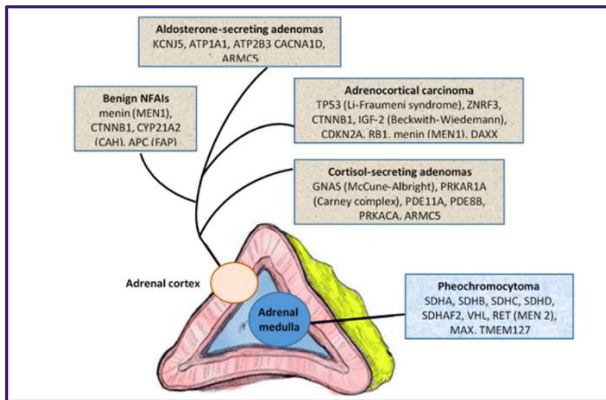 Aldosterone-secreting adenomas
KCNJ5, ATP1A1, ATP2B3 CACNA1D,
ARMC5
Benign NFAIs
menin (MEN1),
CTNNB1, CYP21A2
(CAH), APC (FAP)
Adrenocortical carcinoma
TP53 (Li-Fraumeni syndrome), ZNRF3,
CTNNB1, IGF-2 (Beckwith-Wiedemann),
CDKN2A, RB1, menin (MEN1), DAXX
Cortisol-secreting adenomas
GNAS (McCune-Albright), PRKAR1A
(Carney complex), PDE11A, PDE8B,
PRKACA, ARMC5
Adrenal cortex
Adrenal
medulla
Pheochromocytoma
SDHA, SDHB, SDHC, SDHD,
SDHAF2, VHL, RET (MEN 2),
MAX, TMEM127